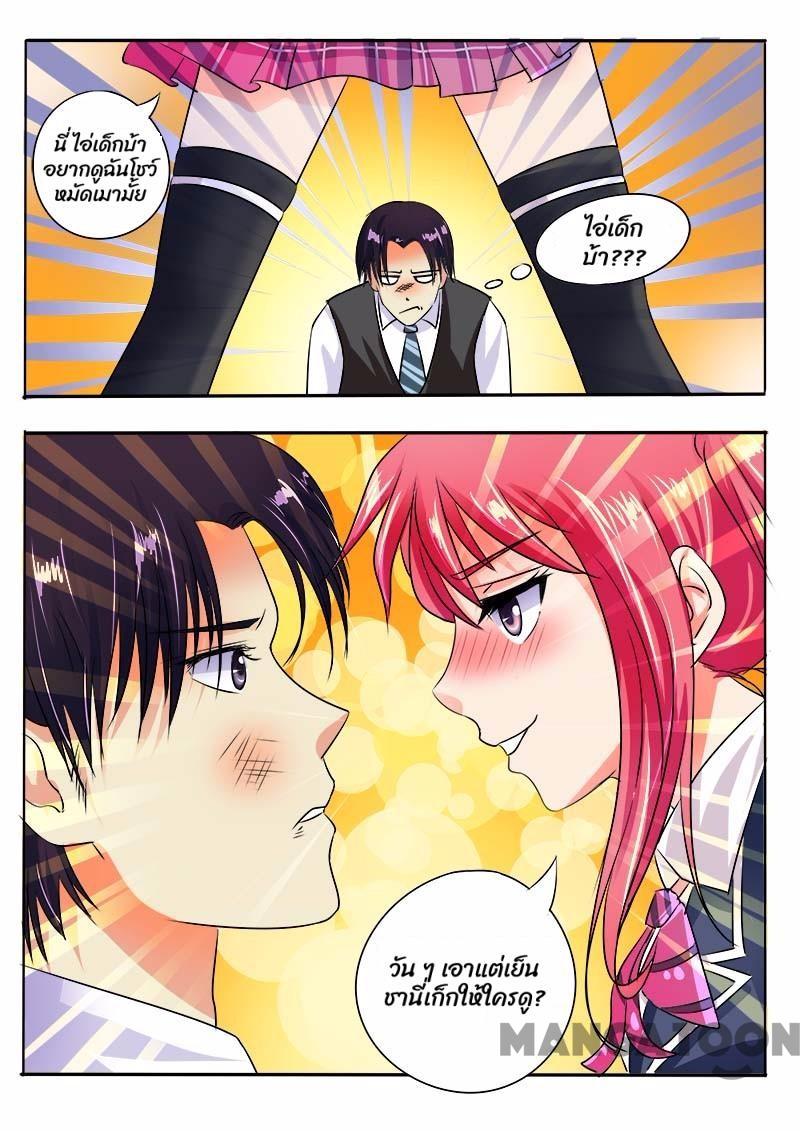 นี่ ไอ่เด็กบ้า
อยากดูฉันโชว์
หมัดเมามั้ย
ไอ่เด็ก
บ้า???
วัน ๆ เอาแต่เย็น
ชานี่เก็กให้ใครดู?
MANGATOON